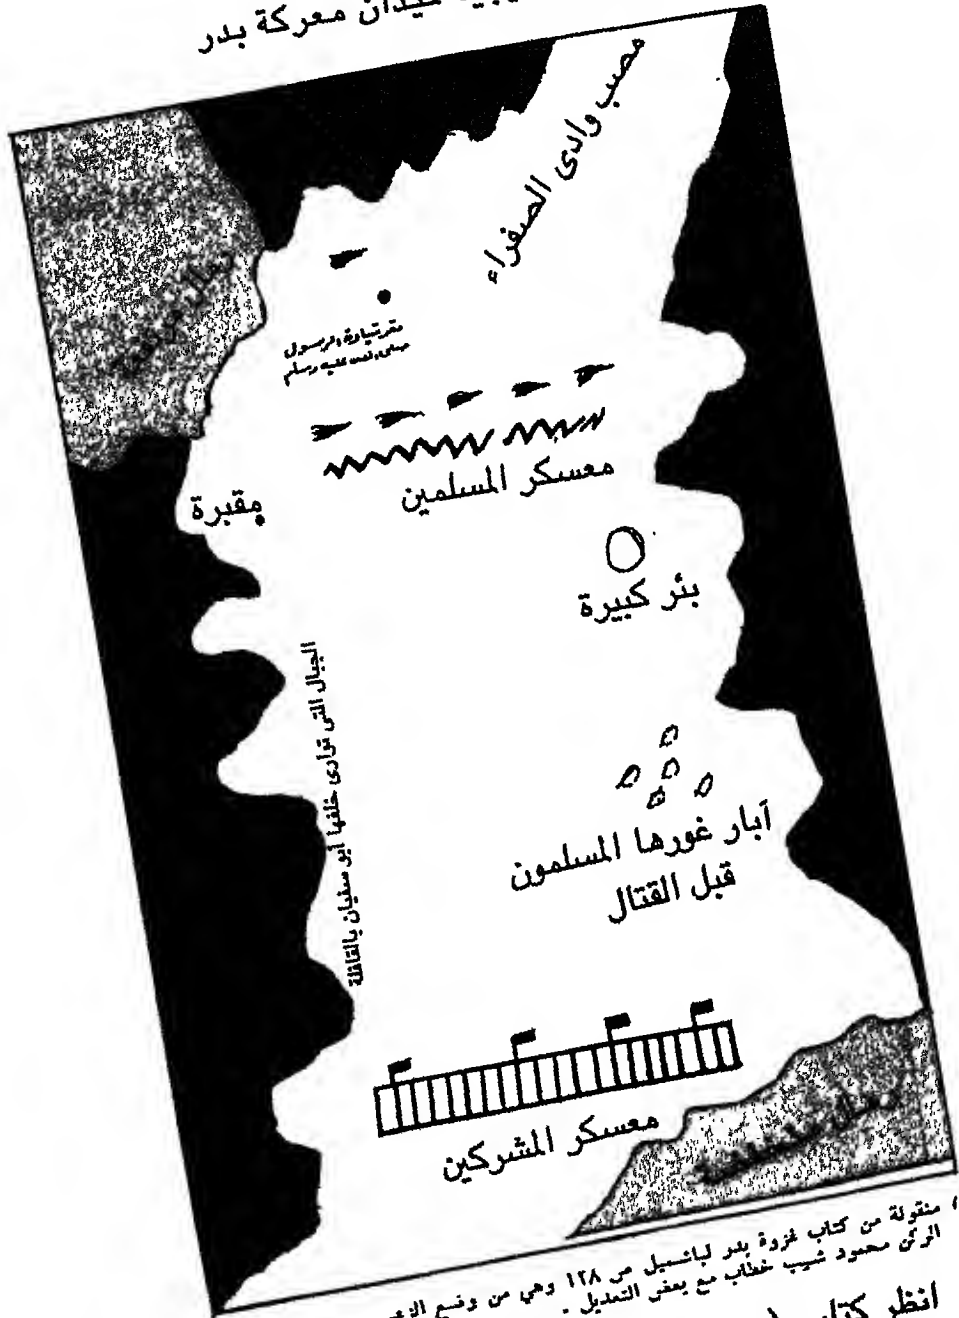 ميدان معركة بدر
مصب وادى الصفراء
مقر قيادة الرسول
صلى الله عليه وسلم
معسكر المسلمين
مقبرة
بئر كبيرة
الجبال التى توارى خلفها أبو سفيان بالقافلة
آبار غورها المسلمون
قبل القتال
معسكر المشركين
منقولة من كتاب غزوة بدر لباشميل ص ١٢٨ وهي من وضع
الركن محمود شيب خطاب مع بعض التعديل .
انظر كتاب